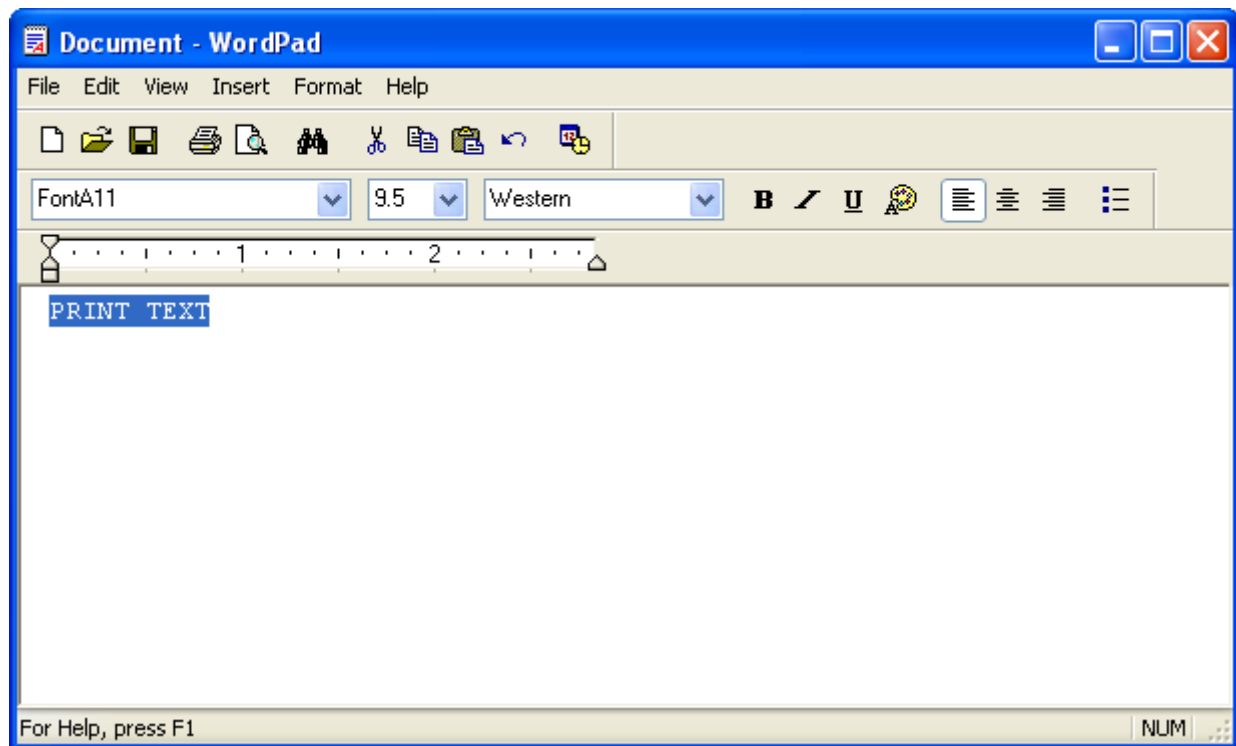 Document - WordPad
File Edit View Insert Format Help
FontA11 9.5 Western B U
1 2
PRINT TEXT
For Help, press F1 NUM